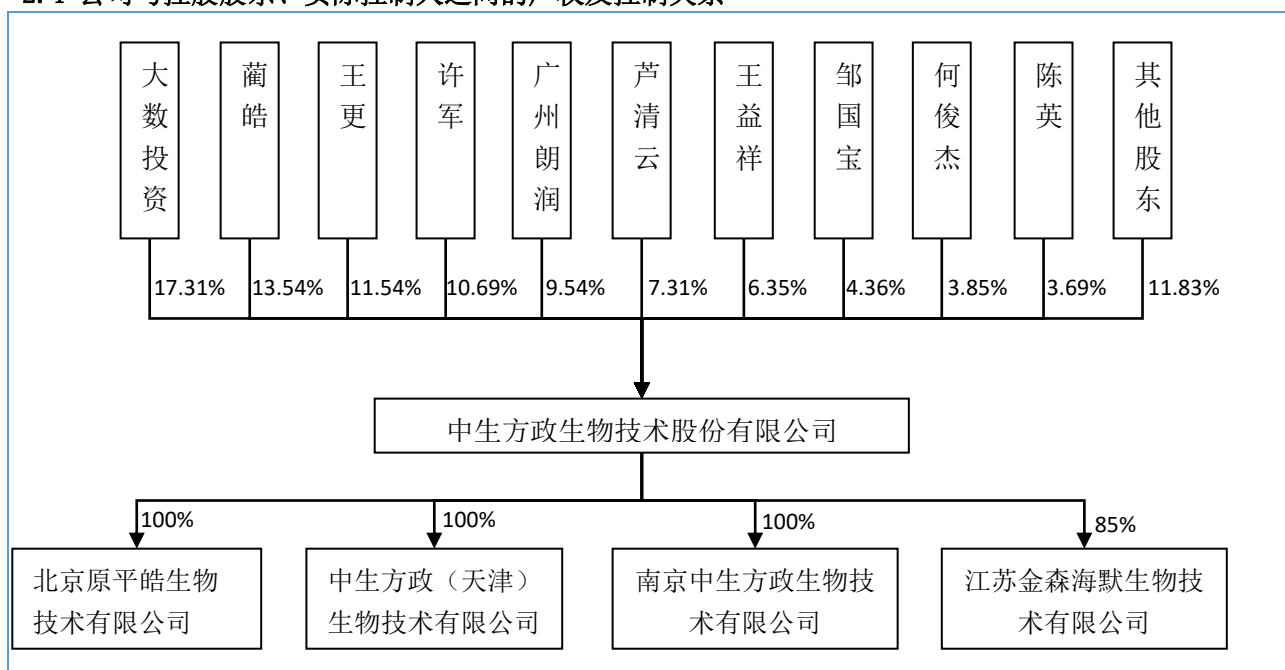 大数投资
蔺皓
王更
许军
广州朗润
芦清云
王益祥
邹国宝
何俊杰
陈英
其他股东
17.31%
13.54%
11.54%
10.69%
9.54%
7.31%
6.35%
4.36%
3.85%
3.69%
11.83%
中生方政生物技术股份有限公司
100%
100%
100%
85%
北京原平皓生物
技术有限公司
中生方政（天津）
生物技术有限公司
南京中生方政生物技
术有限公司
江苏金森海默生物技
术有限公司